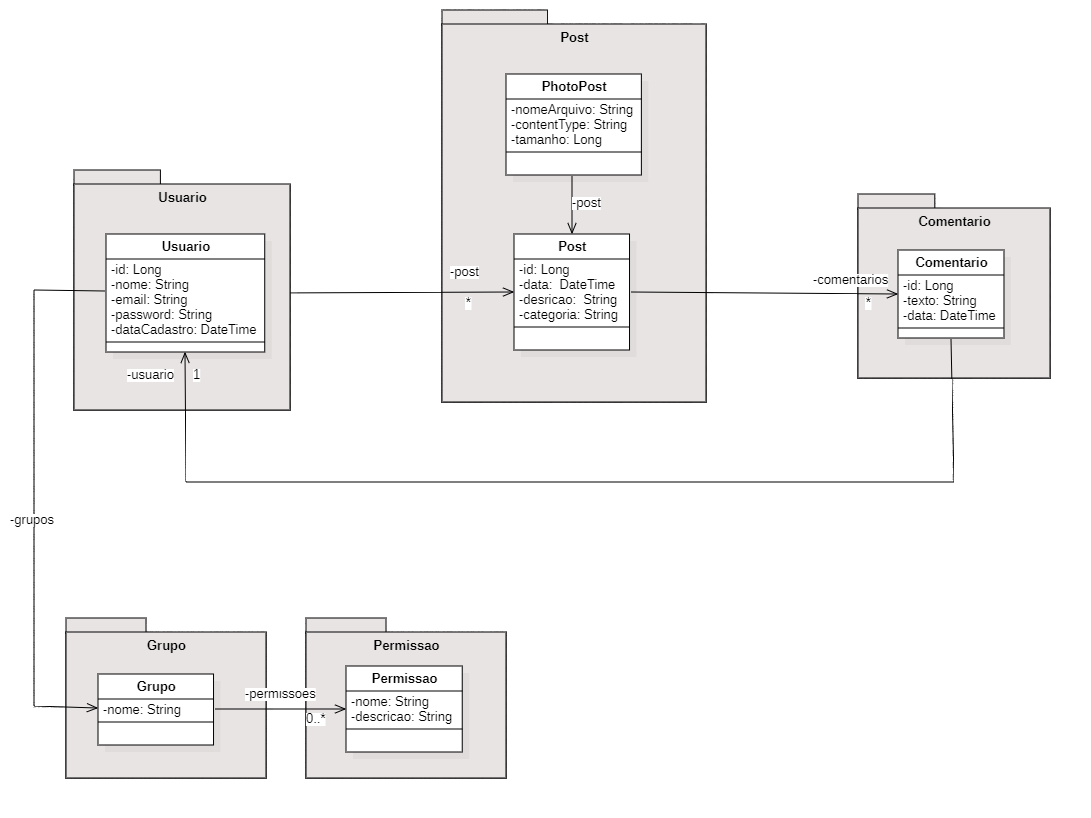 Post
PhotoPost
-nomeArquivo: String
-contentType: String
-tamanho: Long
-post
Post
-id: Long
-data:  DateTime
-desricao:  String
-categoria: String
Usuario
Usuario
-id: Long
-nome: String
-email: String
-password: String
-dataCadastro: DateTime
-post
*
-usuario
1
Comentario
Comentario
-id: Long
-texto: String
-data: DateTime
-comentarios
*
-grupos
Grupo
Grupo
-nome: String
-permissoes
0..*
Permissao
Permissao
-nome: String
-descricao: String